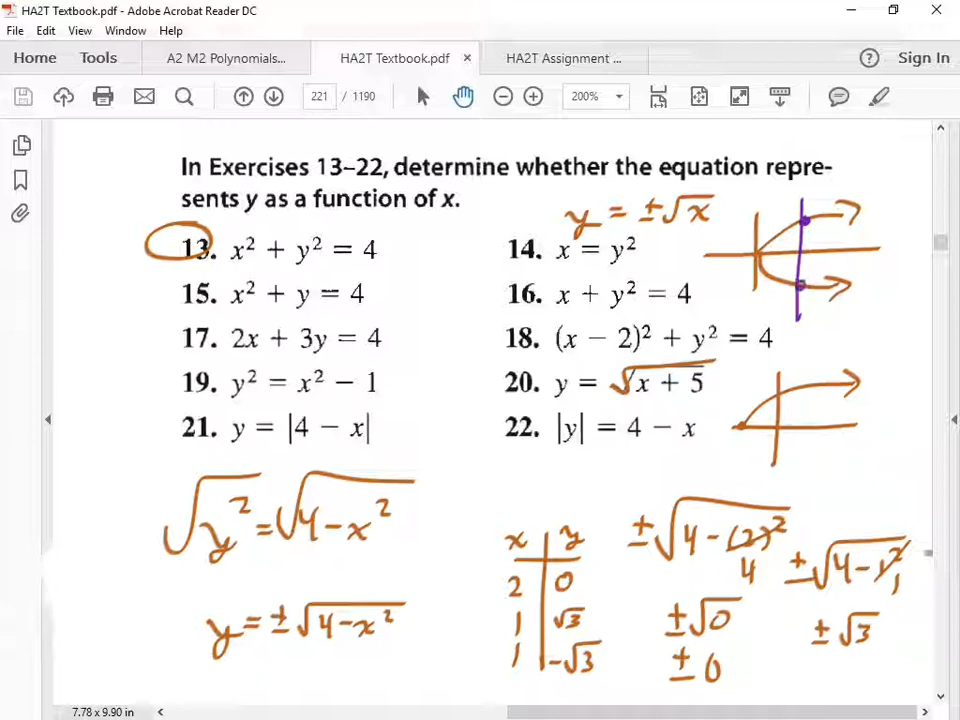 HA2T Textbook.pdf - Adobe Acrobat Reader DC
File Edit View Window Help
Home Tools A2 M2 Polynomials... HA2T Textbook.pdf × HA2T Assignment ... Sign In
221 / 1190 200%
In Exercises 13–22, determine whether the equation repre-
sents y as a function of x.
y = ±√x
13. x² + y² = 4
14. x = y²
15. x² + y = 4
16. x + y² = 4
17. 2x + 3y = 4
18. (x − 2)² + y² = 4
19. y² = x² − 1
20. y = √x + 5
21. y = |4 − x|
22. |y| = 4 − x
√y² = √4 − x²
y = ±√4 − x²
x | y
2 | 0
1 | √3
1 | -√3
±√4 − (2)²
4
±√0
±0
±√4 − 1²
1
±√3
7.78 x 9.90 in